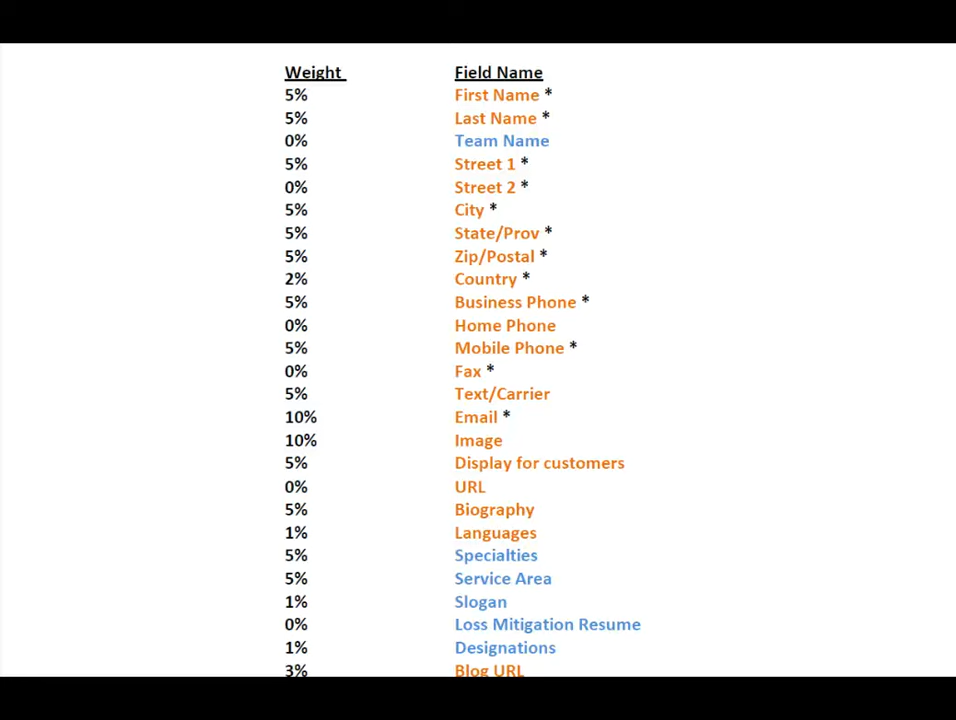 Weight Field Name
5% First Name *
5% Last Name *
0% Team Name
5% Street 1 *
0% Street 2 *
5% City *
5% State/Prov *
5% Zip/Postal *
2% Country *
5% Business Phone *
0% Home Phone
5% Mobile Phone *
0% Fax *
5% Text/Carrier
10% Email *
10% Image
5% Display for customers
0% URL
5% Biography
1% Languages
5% Specialties
5% Service Area
1% Slogan
0% Loss Mitigation Resume
1% Designations
3% Blog URL